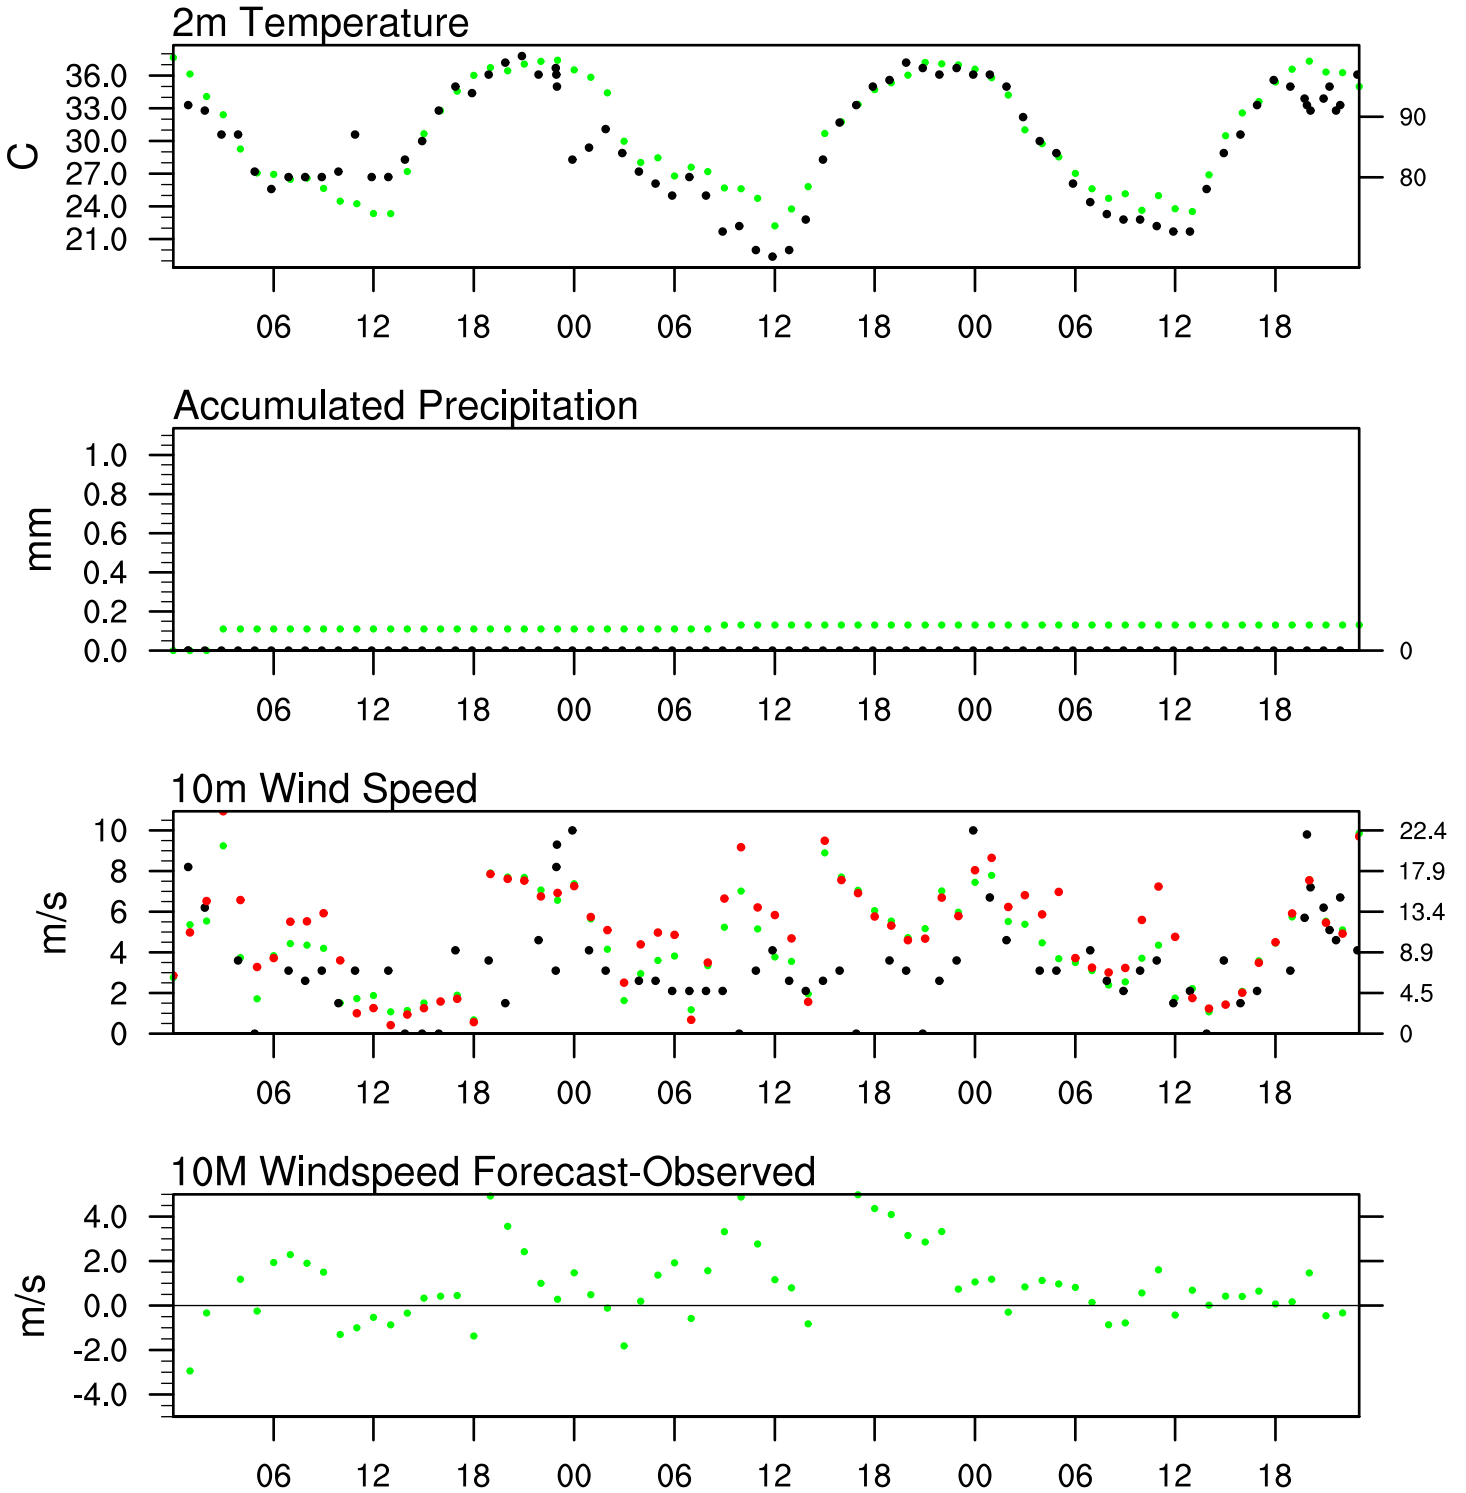 2m Temperature
36.0
33.0
90
30.0
C
27.0
80
24.0
21.0
06 12 18 00 06 12 18 00 06 12 18
Accumulated Precipitation
1.0
0.8
0.6
mm
0.4
0.2
0.0
0
06 12 18 00 06 12 18 00 06 12 18
10m Wind Speed
10 22.4
8 17.9
6 13.4
m/s
4 8.9
2 4.5
0 0
06 12 18 00 06 12 18 00 06 12 18
10M Windspeed Forecast-Observed
4.0
2.0
0.0
m/s
-2.0
-4.0
06 12 18 00 06 12 18 00 06 12 18